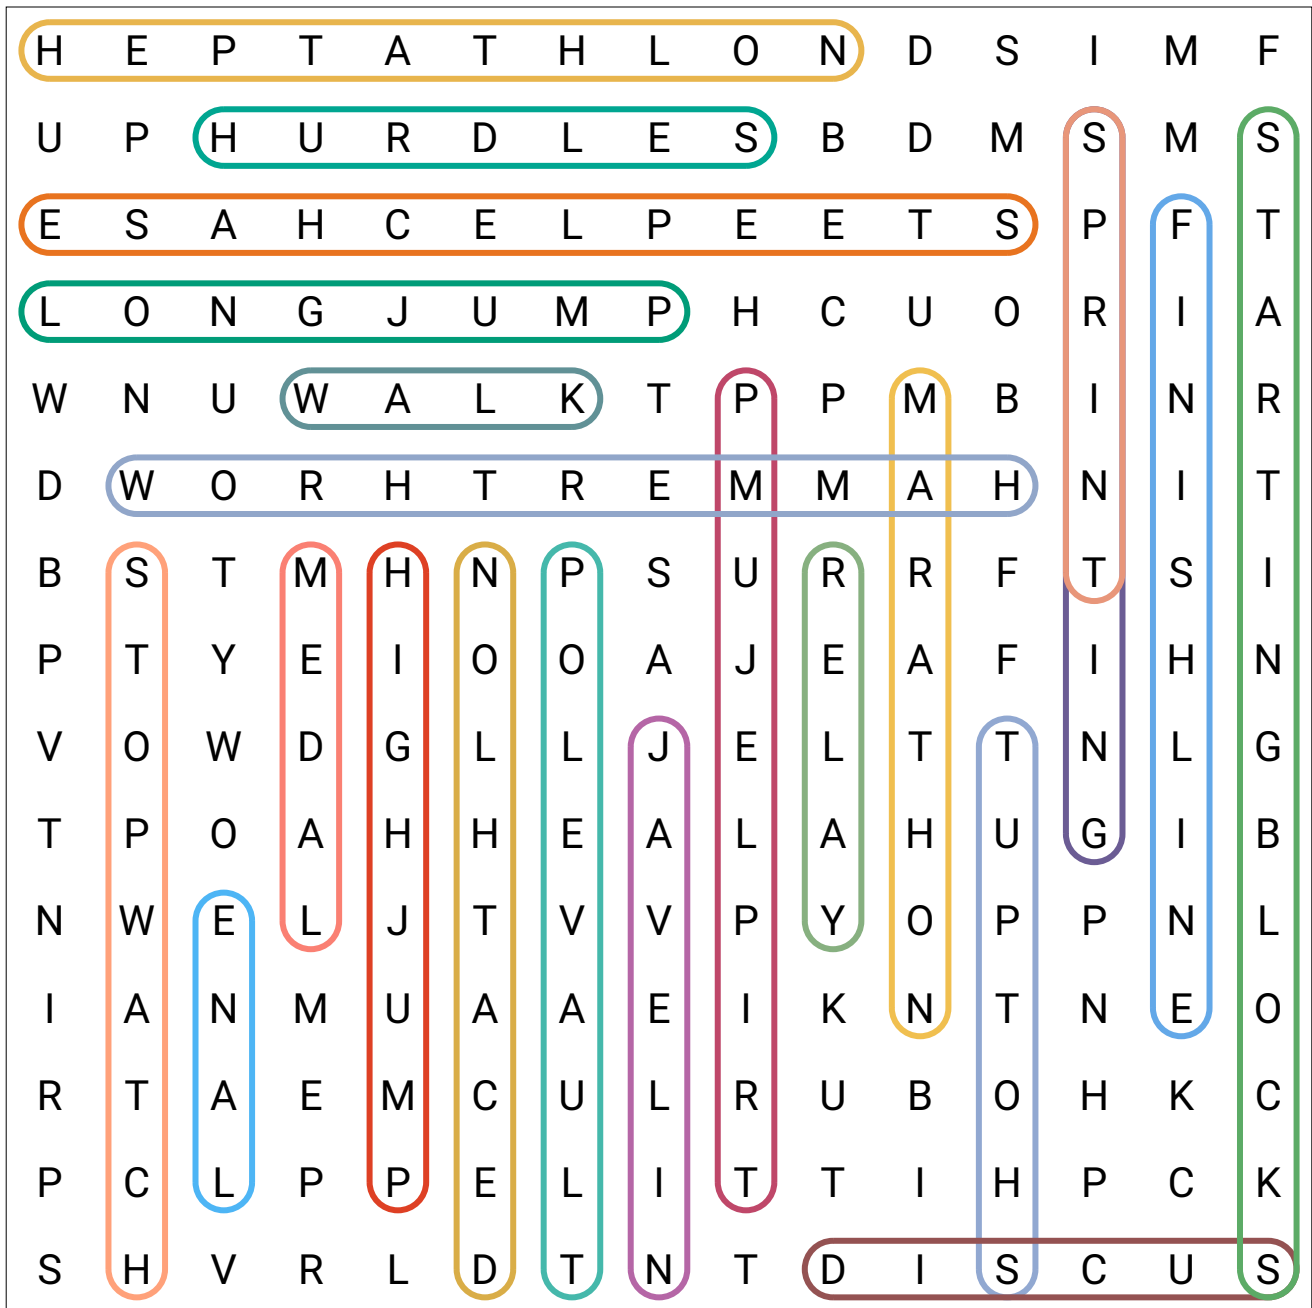 H E P T A T H L O N D S I M F
U P H U R D L E S B D M S M S
E S A H C E L P E E T S P F T
L O N G J U M P H C U O R I A
W N U W A L K T P P M B I N R
D W O R H T R E M M A H N I T
B S T M H N P S U R R F T S I
P T Y E I O O A J E A F I H N
V O W D G L L J E L T T N L G
T P O A H H E A L A H U G I B
N W E L J T V V P Y O P P N L
I A N M U A A E I K N T N E O
R T A E M C U L R U B O H K C
P C L P P E L I T T I H P C K
S H V R L D T N T D I S C U S